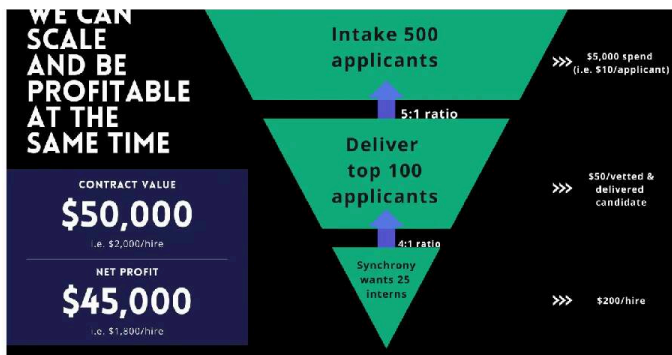 WE CAN
SCALE
AND BE
PROFITABLE
AT THE
SAME TIME
CONTRACT VALUE
$50,000
i.e. $2,000/hire
NET PROFIT
$45,000
i.e. $1,800/hire
Intake 500
applicants
5:1 ratio
Deliver
top 100
applicants
4:1 ratio
Synchrony
wants 25
interns
>>> $5,000 spend
(i.e. $10/applicant)
>>> $50/vetted &
delivered
candidate
>>> $200/hire